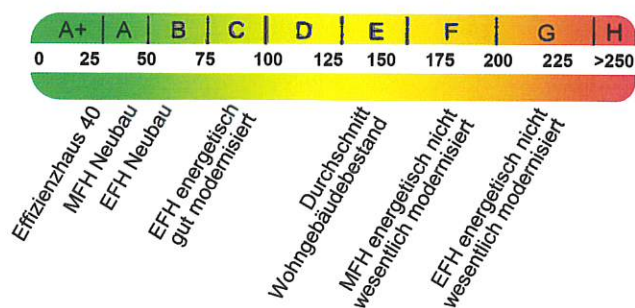 A+ A B C D E F G H
0 25 50 75 100 125 150 175 200 225 >250
Effizienzhaus 40
MFH Neubau
EFH Neubau
EFH energetisch
gut modernisiert
Durchschnitt
Wohngebäudebestand
MFH energetisch nicht
wesentlich modernisiert
EFH energetisch nicht
wesentlich modernisiert